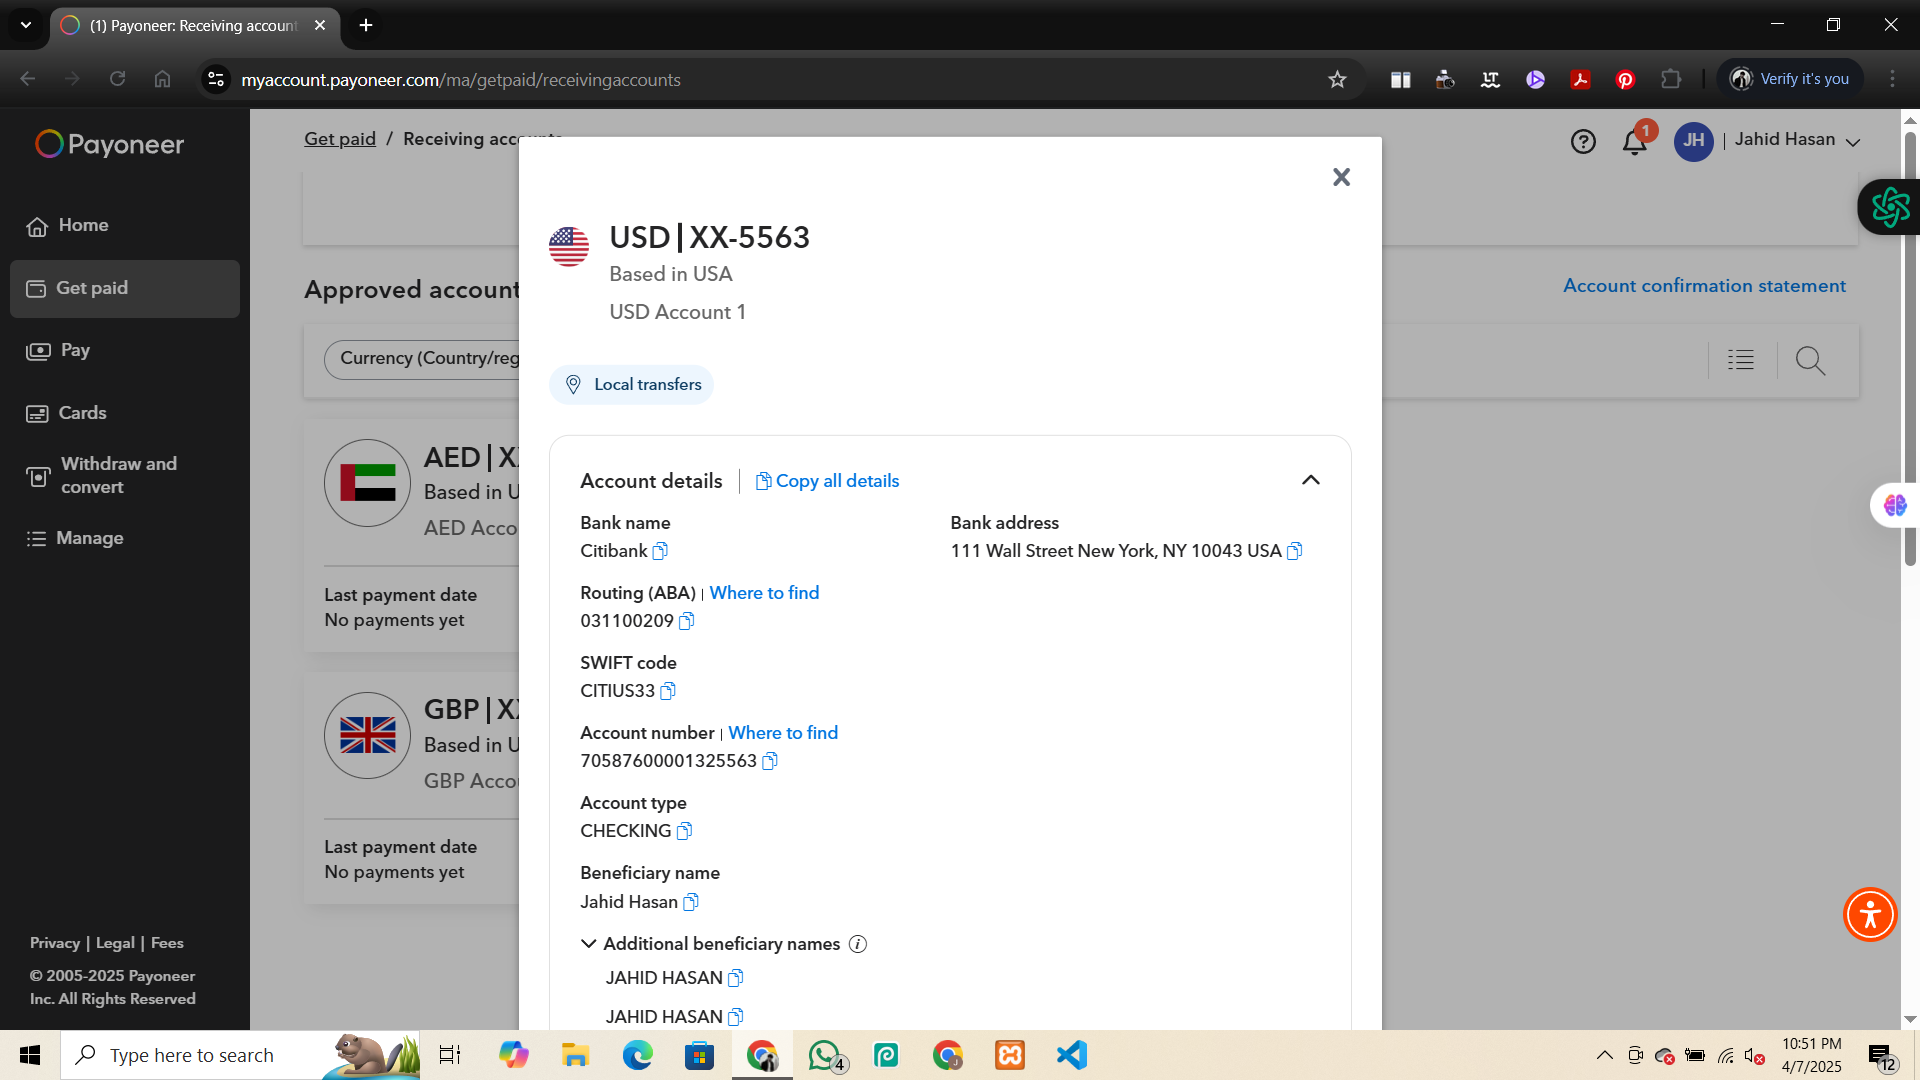 (1) Payoneer: Receiving account
myaccount.payoneer.com/ma/getpaid/receivingaccounts
Verify it's you
Payoneer
Home
Get paid
Pay
Cards
Withdraw and
convert
Manage
Privacy | Legal | Fees
© 2005-2025 Payoneer
Inc. All Rights Reserved
Get paid / Receiving acc
1
JH | Jahid Hasan
Approved account
Account confirmation statement
Currency (Country/reg
AED | X
Based in U
AED Acco
Last payment date
No payments yet
GBP | X
Based in U
GBP Acco
Last payment date
No payments yet
USD | XX-5563
Based in USA
USD Account 1
Local transfers
Account details | Copy all details
Bank name
Citibank
Bank address
111 Wall Street New York, NY 10043 USA
Routing (ABA) | Where to find
031100209
SWIFT code
CITIUS33
Account number | Where to find
70587600001325563
Account type
CHECKING
Beneficiary name
Jahid Hasan
Additional beneficiary names
JAHID HASAN
JAHID HASAN
Type here to search
4
10:51 PM
4/7/2025
12